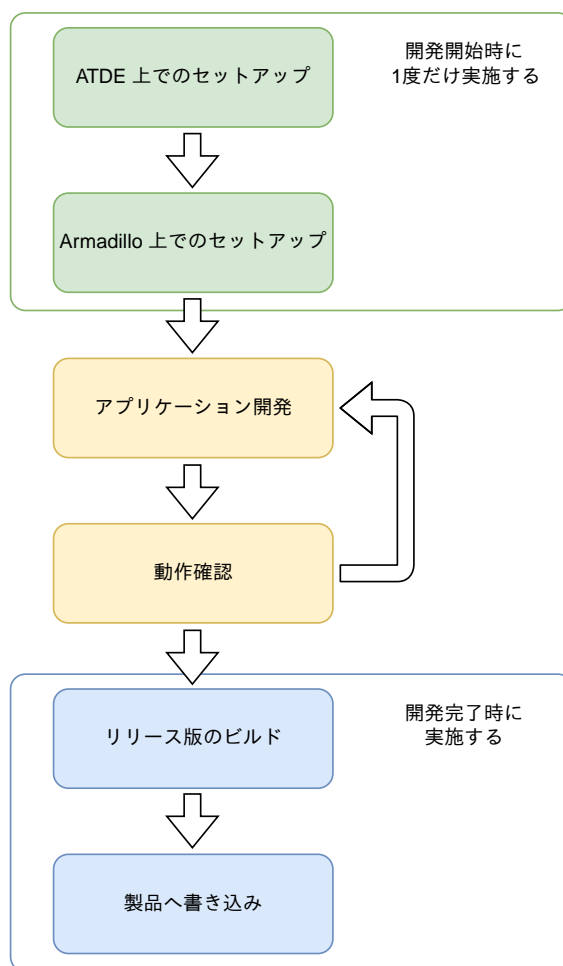 ATDE 上でのセットアップ
開発開始時に
1度だけ実施する
Armadillo 上でのセットアップ
アプリケーション開発
動作確認
リリース版のビルド
開発完了時に
実施する
製品へ書き込み